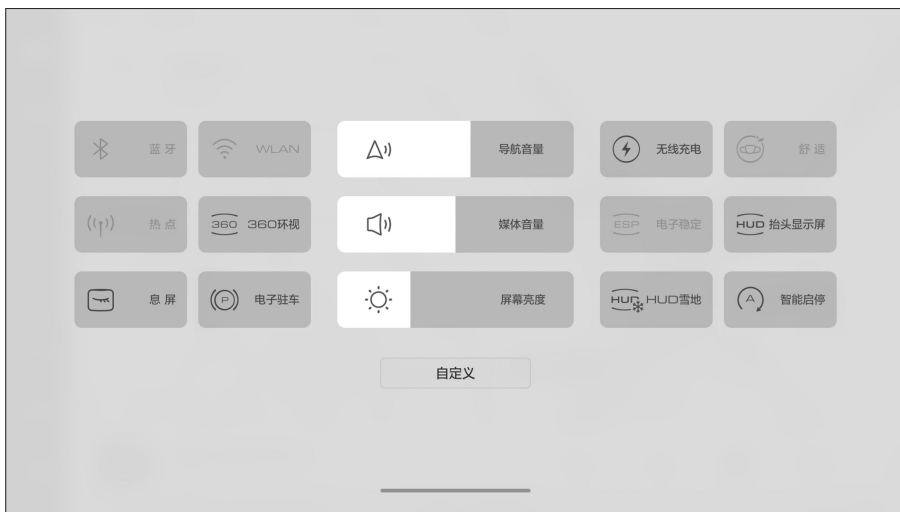 蓝牙
WLAN
导航音量
无线充电
舒适
热点
360 360环视
媒体音量
ESP 电子稳定
HUD 抬头显示屏
息屏
P 电子驻车
屏幕亮度
HUD HUD雪地
A 智能启停
自定义